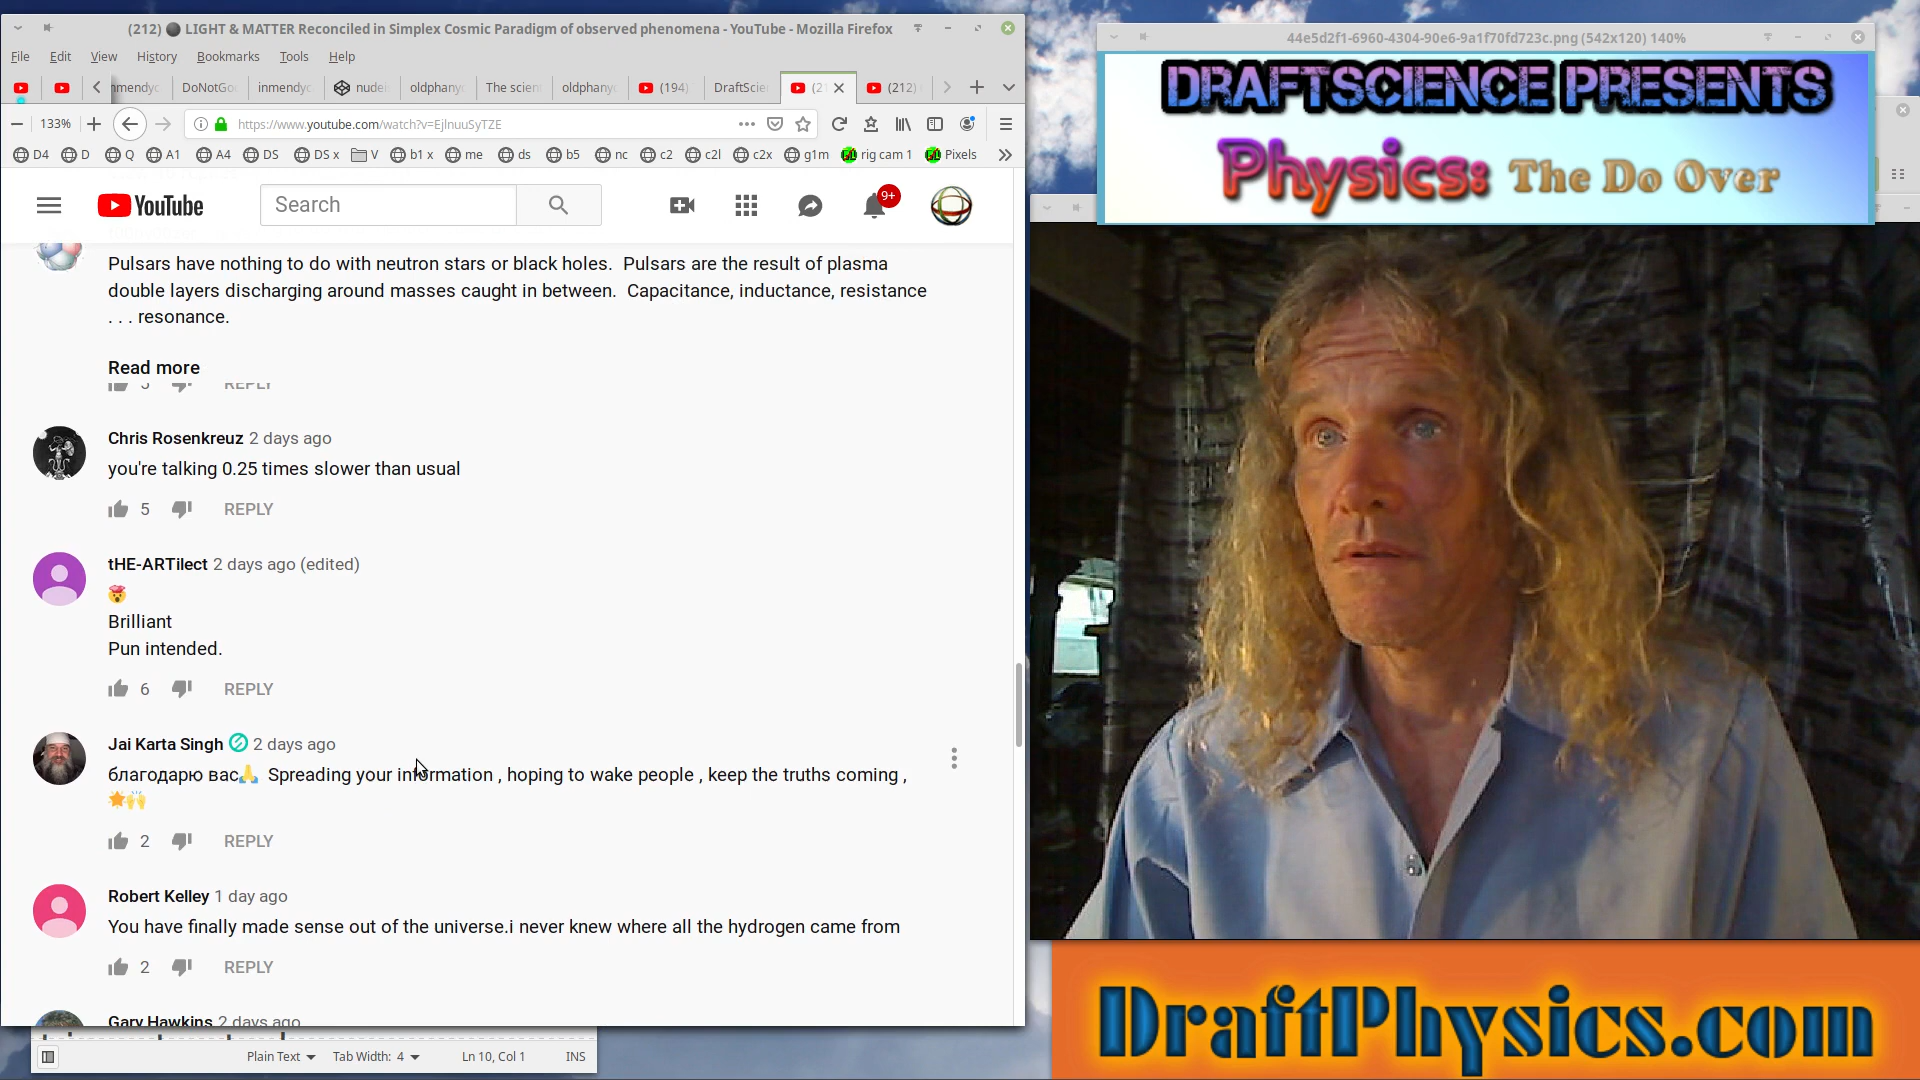 (212) ⚫ LIGHT & MATTER Reconciled in Simplex Cosmic Paradigm of observed phenomena - YouTube - Mozilla Firefox
File Edit View History Bookmarks Tools Help
DoNotGo inmendyc nude oldphany The scien oldphany (194) DraftScie (212)
133% https://www.youtube.com/watch?v=EjlnuuSyTZE
D4 D Q A1 A4 DS DS x V b1 x me ds b5 nc c2 c2l c2x g1m rig cam 1 Pixels
YouTube Search 9+
Pulsars have nothing to do with neutron stars or black holes. Pulsars are the result of plasma
double layers discharging around masses caught in between. Capacitance, inductance, resistance
. . . resonance.
Read more
REPLY
Chris Rosenkreuz 2 days ago
you're talking 0.25 times slower than usual
5 REPLY
tHE-ARTilect 2 days ago (edited)
🤯
Brilliant
Pun intended.
6 REPLY
Jai Karta Singh 2 days ago
благодарю вас🙏 Spreading your information , hoping to wake people , keep the truths coming ,
🌟🙌
2 REPLY
Robert Kelley 1 day ago
You have finally made sense out of the universe.i never knew where all the hydrogen came from
2 REPLY
Gary Hawkins 2 days ago
Plain Text Tab Width: 4 Ln 10, Col 1 INS
44e5d2f1-6960-4304-90e6-9a1f70fd723c.png (542x120) 140%
DRAFTSCIENCE PRESENTS
Physics: The Do Over
DraftPhysics.com